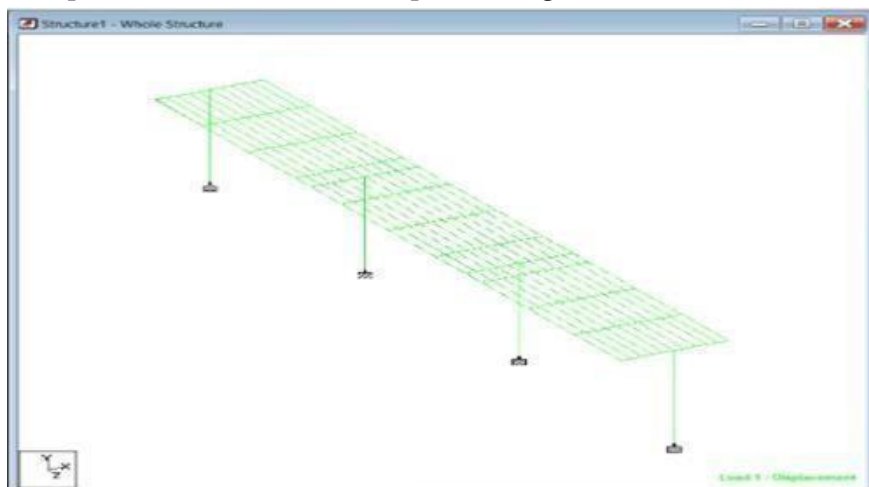 Structure1 - Whole Structure
Y
X
Z
Load 1 : Displacement